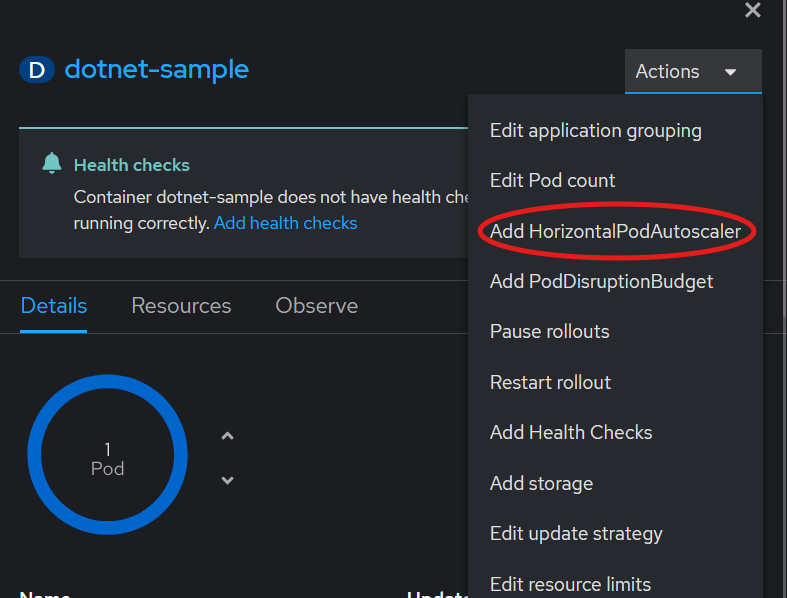 D dotnet-sample
Actions
Edit application grouping
Edit Pod count
Add HorizontalPodAutoscaler
Add PodDisruptionBudget
Pause rollouts
Restart rollout
Add Health Checks
Add storage
Edit update strategy
Edit resource limits
Health checks
Container dotnet-sample does not have health
running correctly. Add health checks
Details Resources Observe
1
Pod
Name